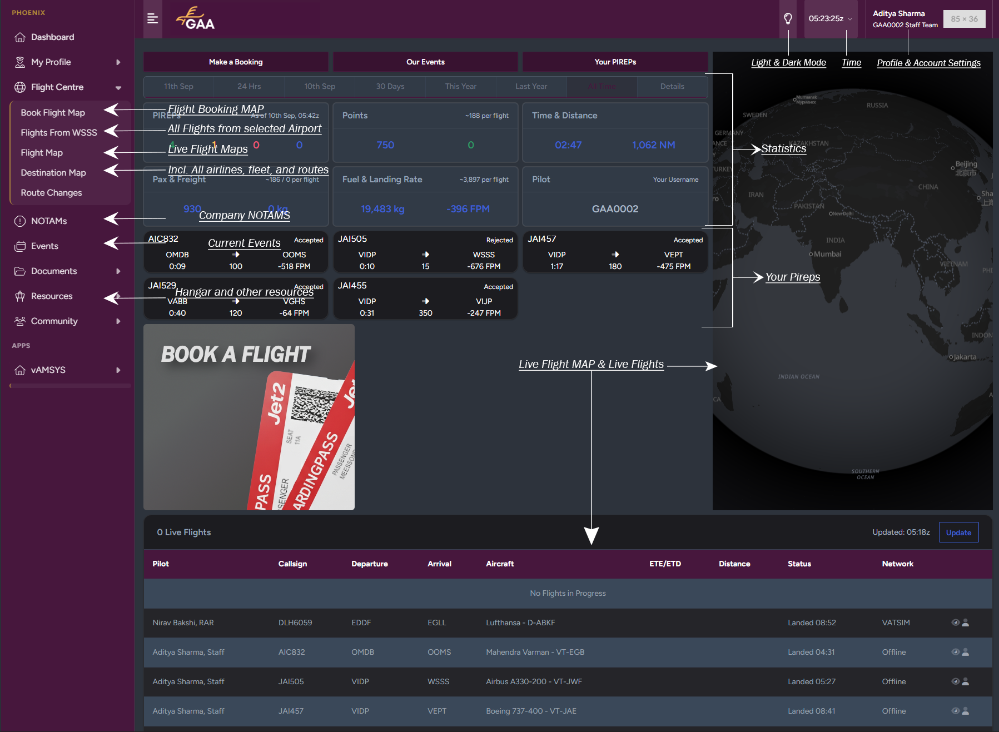 PHOENIX
Dashboard
My Profile
Flight Centre
Book Flight Map
Flights From WSSS
Flight Map
Destination Map
Route Changes
NOTAMs
Events
Documents
Resources
Community
APPS
vAMSYS
GAA
05:23:25z
Aditya Sharma
GAA0002 Staff Team
85 × 36
Light & Dark Mode
Time
Profile & Account Settings
Make a Booking
Our Events
Your PIREPs
11th Sep
24 Hrs
10th Sep
30 Days
This Year
Last Year
All Time
Details
Flight Booking MAP
PIREPs
As of 10th Sep, 05:42z
All Flights from selected Airport
4
1
0
0
Live Flight Maps
Incl. All airlines, fleet, and routes
Points
~188 per flight
750
0
Time & Distance
02:47
1,062 NM
Pax & Freight
~186 / 0 per flight
930
0 kg
Company NOTAMS
Fuel & Landing Rate
~3,897 per flight
19,483 kg
-396 FPM
Pilot
Your Username
GAA0002
Statistics
AIC832
Accepted
Current Events
OMDB
OOMS
0:09
100
-518 FPM
JAI505
Rejected
VIDP
WSSS
0:10
15
-676 FPM
JAI457
Accepted
VIDP
VEPT
1:17
180
-475 FPM
JAI529
Accepted
Hangar and other resources
VABB
VGHS
0:40
120
-64 FPM
JAI455
Accepted
VIDP
VIJP
0:31
350
-247 FPM
Your Pireps
BOOK A FLIGHT
Jet2
SEAT
11A
PASSENGER
ARDINGPASS
PASS
SSENGER
Live Flight MAP & Live Flights
Murmansk
Мурманск
RUSSIA
SWEDEN
GERMANY
ANCE
KAZAKHSTAN
URKEY
Beijing
北京市
CHINA
Sha
上海
IRAN
ro
PAKISTAN
New Delhi
INDIA
Mumbai
VIETNAM
PHI
INDON
Jakarta
INDIAN OCEAN
CA
A
SOUTHERN
OCEAN
0 Live Flights
Updated: 05:18z
Update
Pilot Callsign Departure Arrival Aircraft ETE/ETD Distance Status Network
No Flights in Progress
Nirav Bakshi, RAR DLH6059 EDDF EGLL Lufthansa - D-ABKF Landed 08:52 VATSIM
Aditya Sharma, Staff AIC832 OMDB OOMS Mahendra Varman - VT-EGB Landed 04:31 Offline
Aditya Sharma, Staff JAI505 VIDP WSSS Airbus A330-200 - VT-JWF Landed 05:27 Offline
Aditya Sharma, Staff JAI457 VIDP VEPT Boeing 737-400 - VT-JAE Landed 08:41 Offline